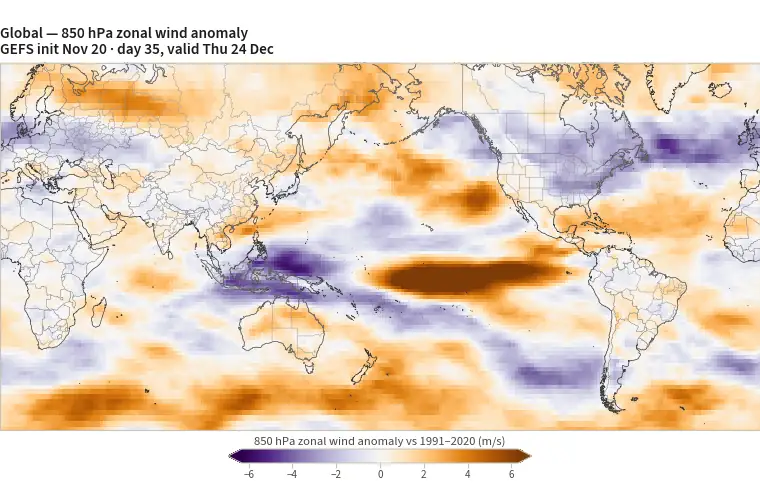 Global — 850 hPa zonal wind anomaly
GEFS init Nov 20 · day 35, valid Thu 24 Dec
850 hPa zonal wind anomaly vs 1991−2020 (m/s)
−6 −4 −2 0 2 4 6